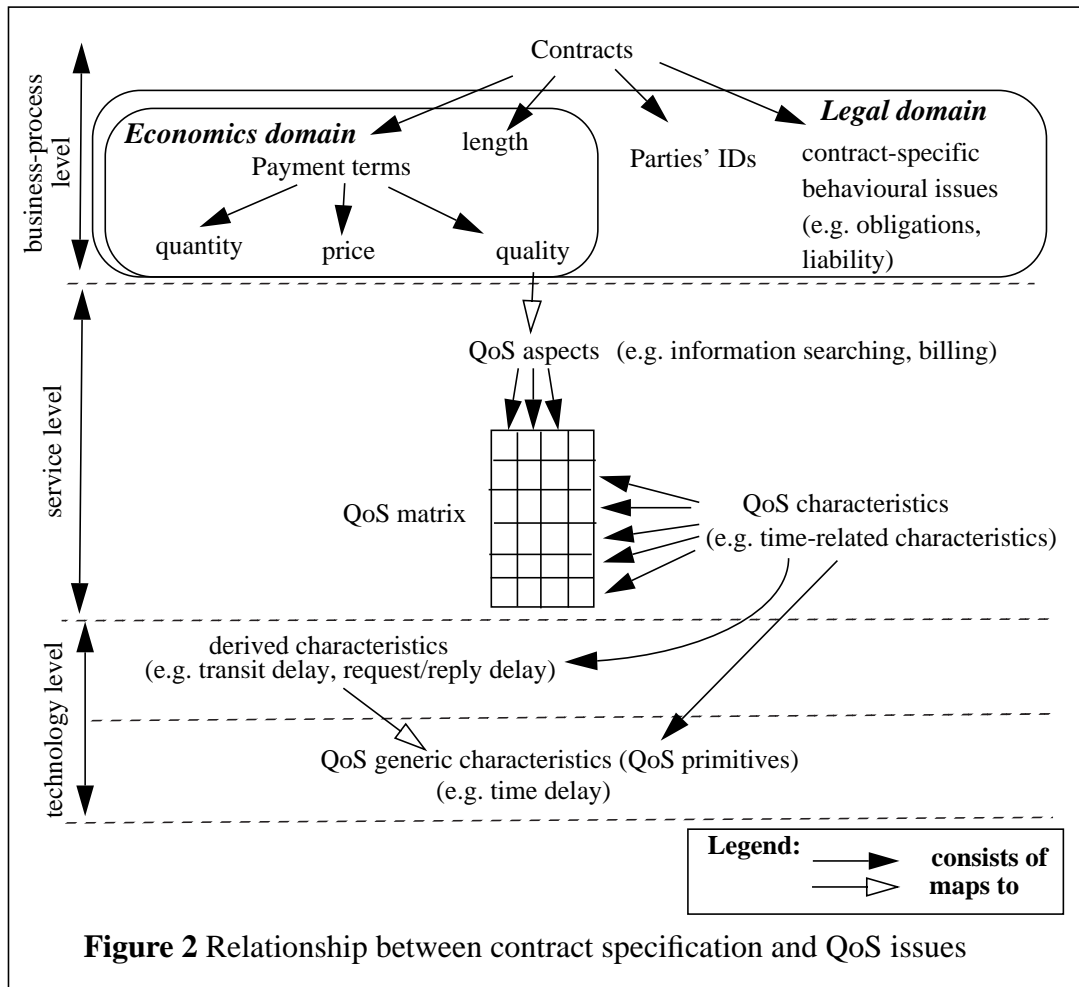 Contracts
business-process
level
Economics domain
Legal domain
length
Payment terms
Parties' IDs
contract-specific
behavioural issues
(e.g. obligations,
liability)
quantity
price
quality
service level
QoS aspects (e.g. information searching, billing)
QoS matrix
QoS characteristics
(e.g. time-related characteristics)
technology level
derived characteristics
(e.g. transit delay, request/reply delay)
QoS generic characteristics (QoS primitives)
(e.g. time delay)
Legend:
consists of
maps to
Figure 2 Relationship between contract specification and QoS issues